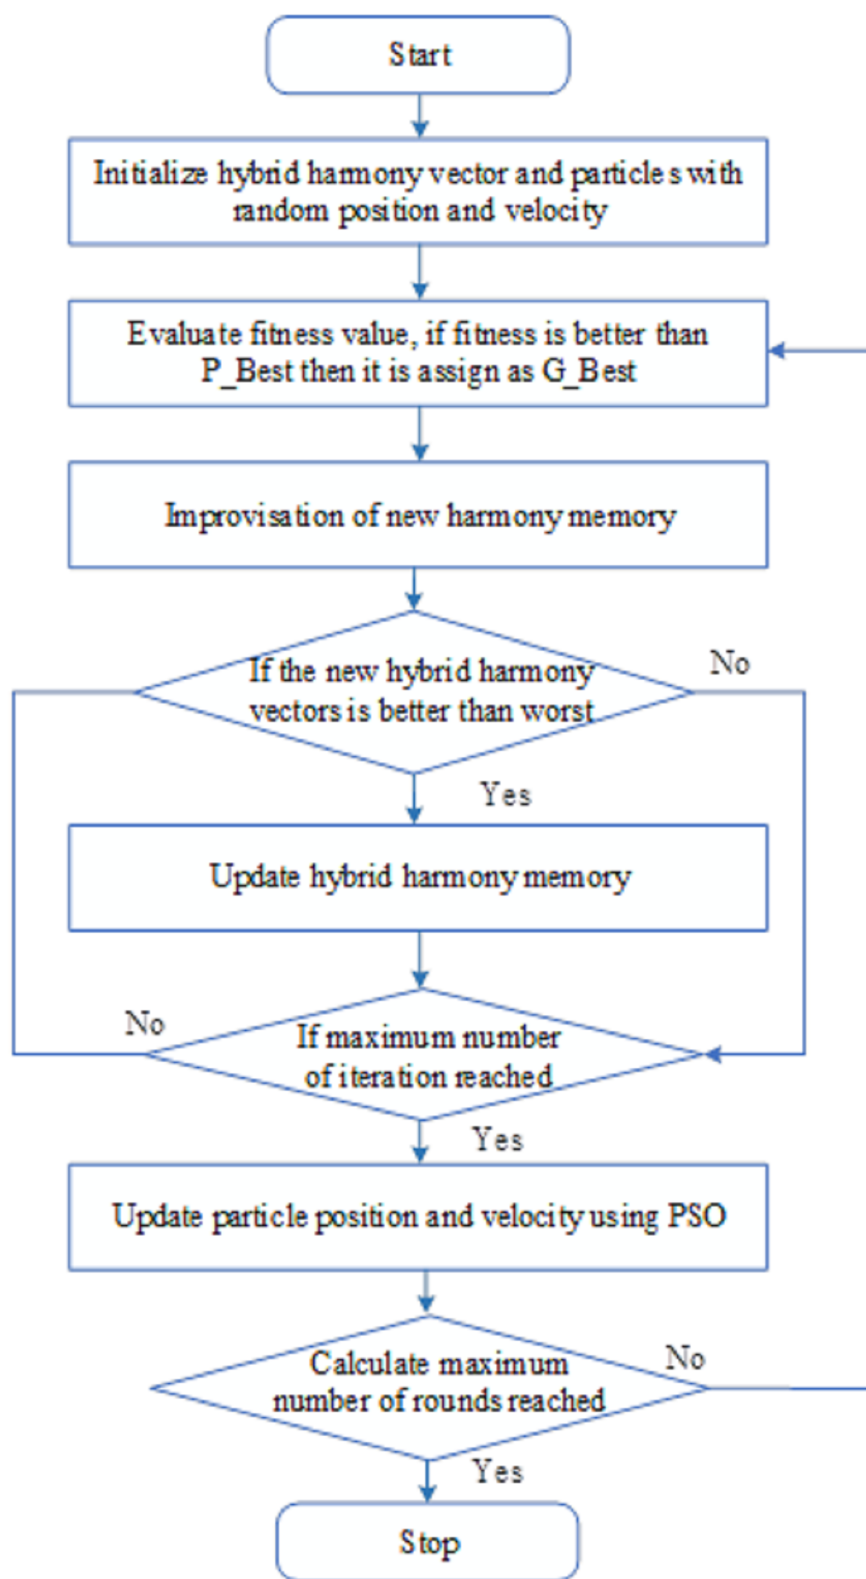 Start
Initialize hybrid harmony vector and particles with
random position and velocity
Evaluate fitness value, if fitness is better than
P_Best then it is assign as G_Best
Improvisation of new harmony memory
If the new hybrid harmony
vectors is better than worst
No
Yes
Update hybrid harmony memory
No
If maximum number
of iteration reached
Yes
Update particle position and velocity using PSO
Calculate maximum
number of rounds reached
No
Yes
Stop